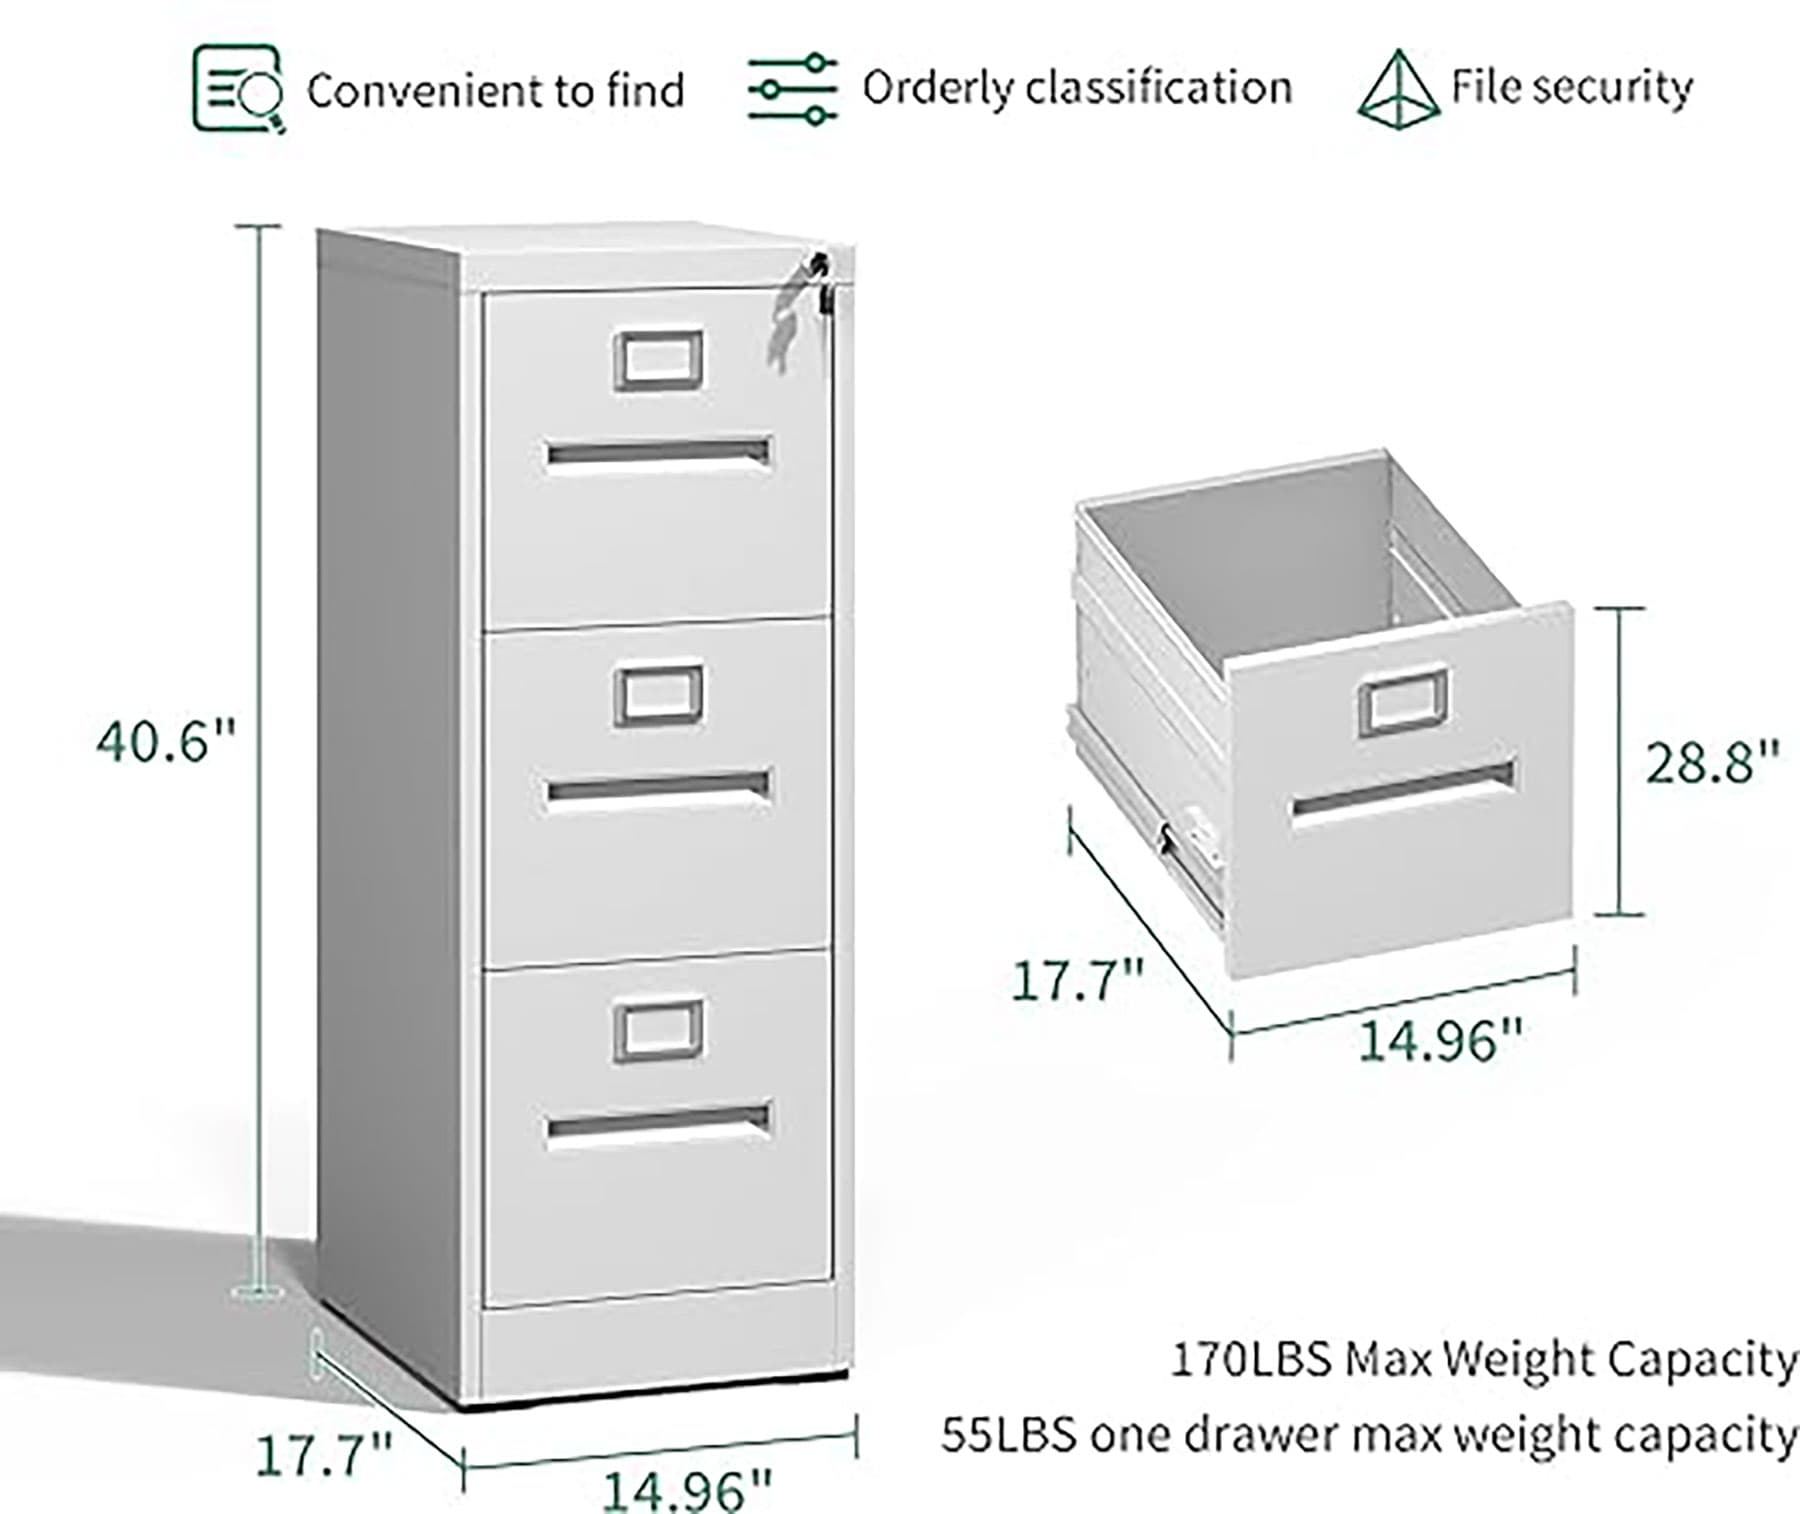 Convenient to find
Orderly classification
File security
40.6"
28.8"
17.7"
14.96"
17.7"
14.96"
170LBS Max Weight Capacity
55LBS one drawer max weight capacity